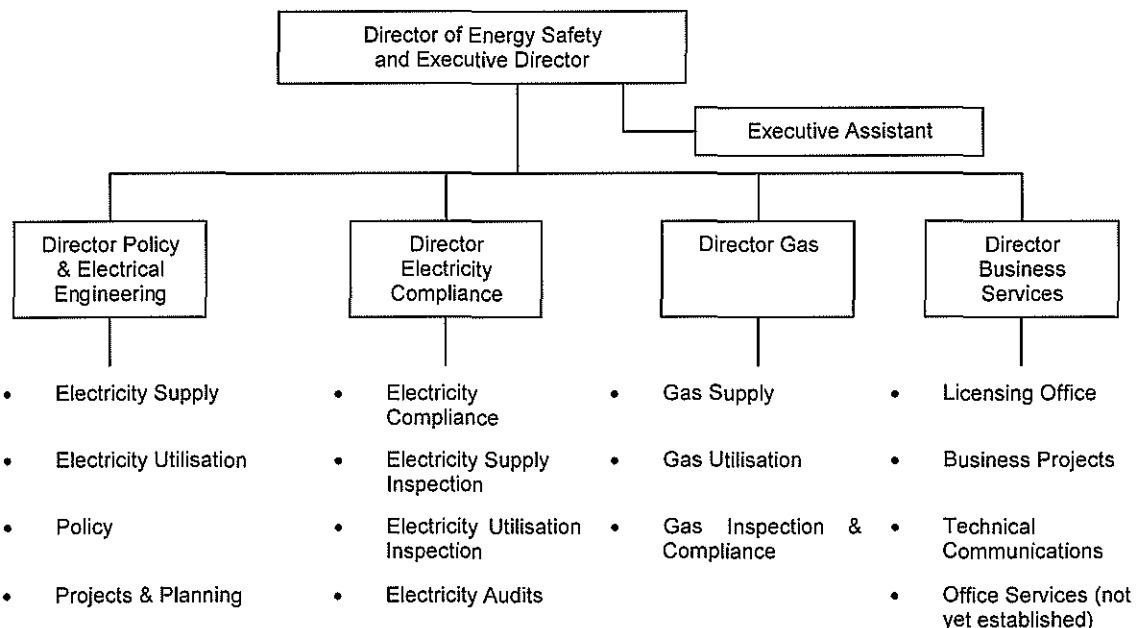 Director of Energy Safety
and Executive Director
Executive Assistant
Director Policy
& Electrical
Engineering
Director
Electricity
Compliance
Director Gas
Director
Business
Services
• Electricity Supply
• Electricity Utilisation
• Policy
• Projects & Planning
• Electricity
Compliance
• Electricity Supply
Inspection
• Electricity Utilisation
Inspection
• Electricity Audits
• Gas Supply
• Gas Utilisation
• Gas Inspection &
Compliance
• Licensing Office
• Business Projects
• Technical
Communications
• Office Services (not
yet established)